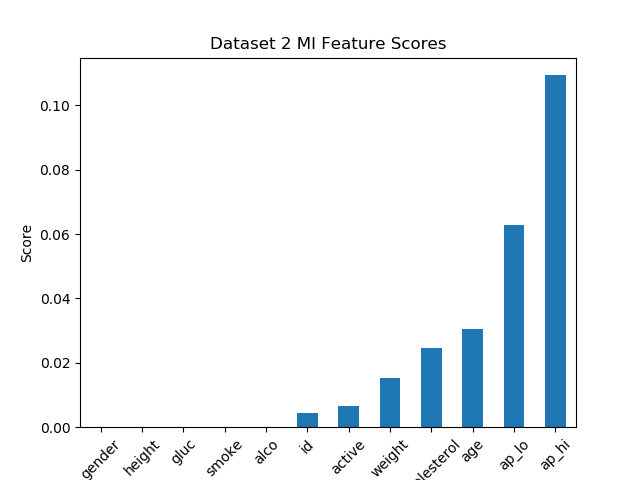 Dataset 2 MI Feature Scores
Score
0.10
0.08
0.06
0.04
0.02
0.00
gender
height
gluc
smoke
alco
id
active
weight
olesterol
age
ap_lo
ap_hi